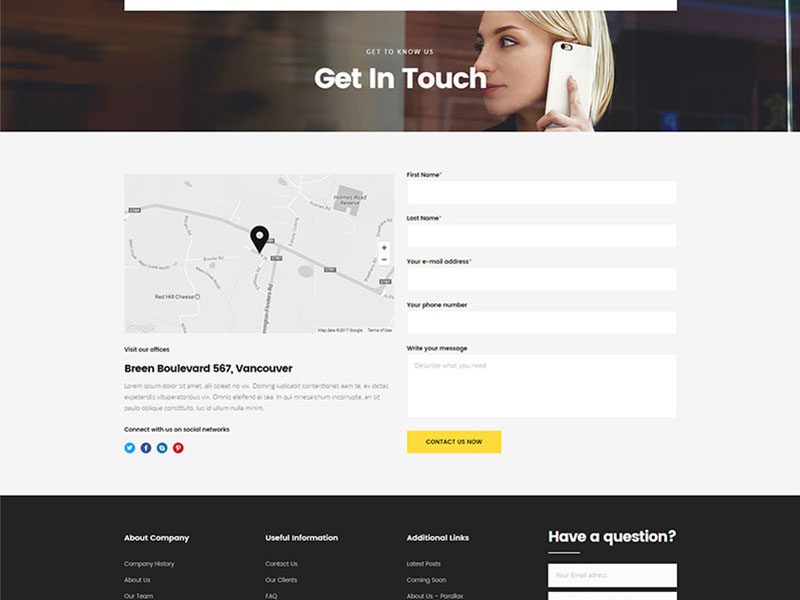 GET TO KNOW US
Get In Touch
Holmes Road
Reserve
C789
Red Hill Cheese
C787
C787
C787
Google
Map data ©2017 Google
Terms of Use
Visit our offices
Breen Boulevard 567, Vancouver
Lorem ipsum dolor sit amet, alii soleat no vix. Doming iudicabit contentiones eam te, ex dictas
expetendis vituperatoribus vix. Omnis eleifend ei sea. In qui mnesarchum incorrupte, an sit
paulo oblique constituto. Ius id ullum nulla minim.
Connect with us on social networks
First Name*
Last Name*
Your e-mail address*
Your phone number
Write your message
Describe what you need
CONTACT US NOW
About Company
Company History
About Us
Our Team
Useful Information
Contact Us
Our Clients
FAQ
Additional Links
Latest Posts
Coming Soon
About Us – Parallax
Have a question?
Your Email adress